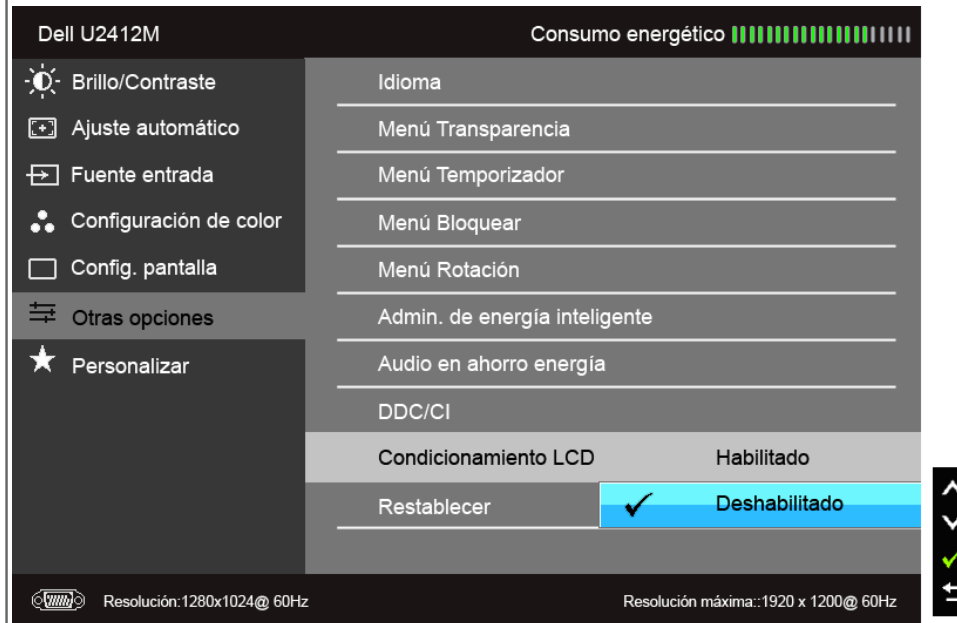 Dell U2412M
Consumo energético
Brillo/Contraste
Ajuste automático
Fuente entrada
Configuración de color
Config. pantalla
Otras opciones
Personalizar
Idioma
Menú Transparencia
Menú Temporizador
Menú Bloquear
Menú Rotación
Admin. de energía inteligente
Audio en ahorro energía
DDC/CI
Condicionamiento LCD
Habilitado
Restablecer
Deshabilitado
Resolución:1280x1024@ 60Hz
Resolución máxima::1920 x 1200@ 60Hz